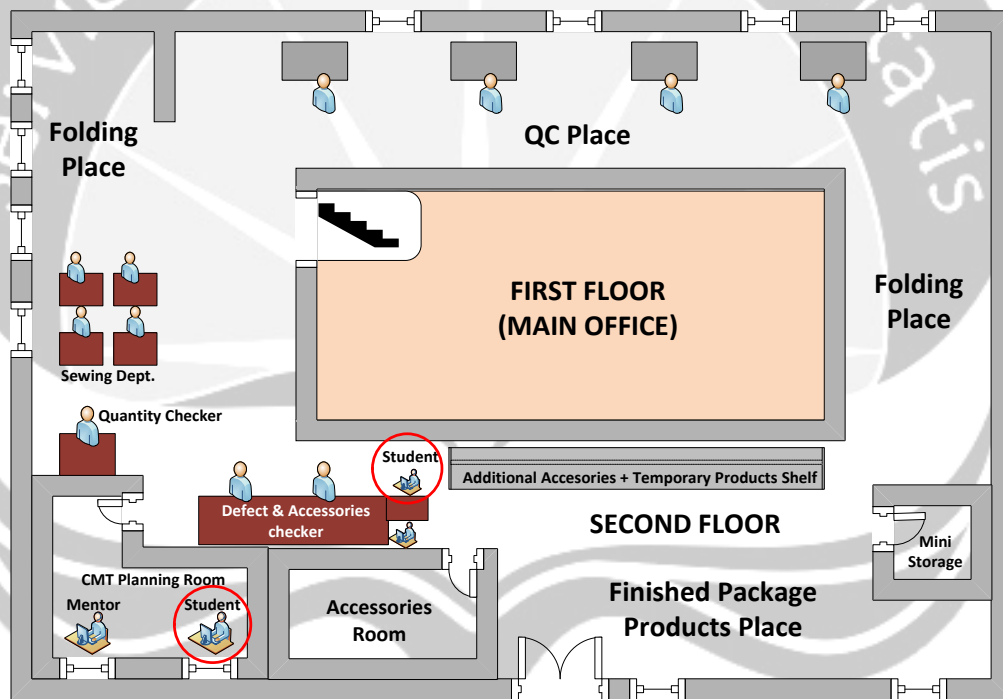 Folding
Place
QC Place
FIRST FLOOR
(MAIN OFFICE)
Folding
Place
Sewing Dept.
Quantity Checker
Student
Additional Accesories + Temporary Products Shelf
Defect & Accessories
checker
SECOND FLOOR
Mini
Storage
CMT Planning Room
Mentor
Student
Accessories
Room
Finished Package
Products Place